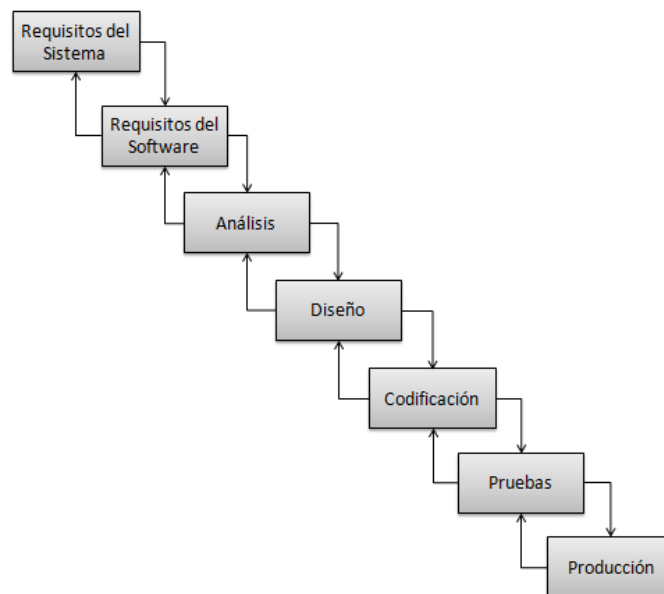 Requisitos del
Sistema
Requisitos del
Software
Análisis
Diseño
Codificación
Pruebas
Producción